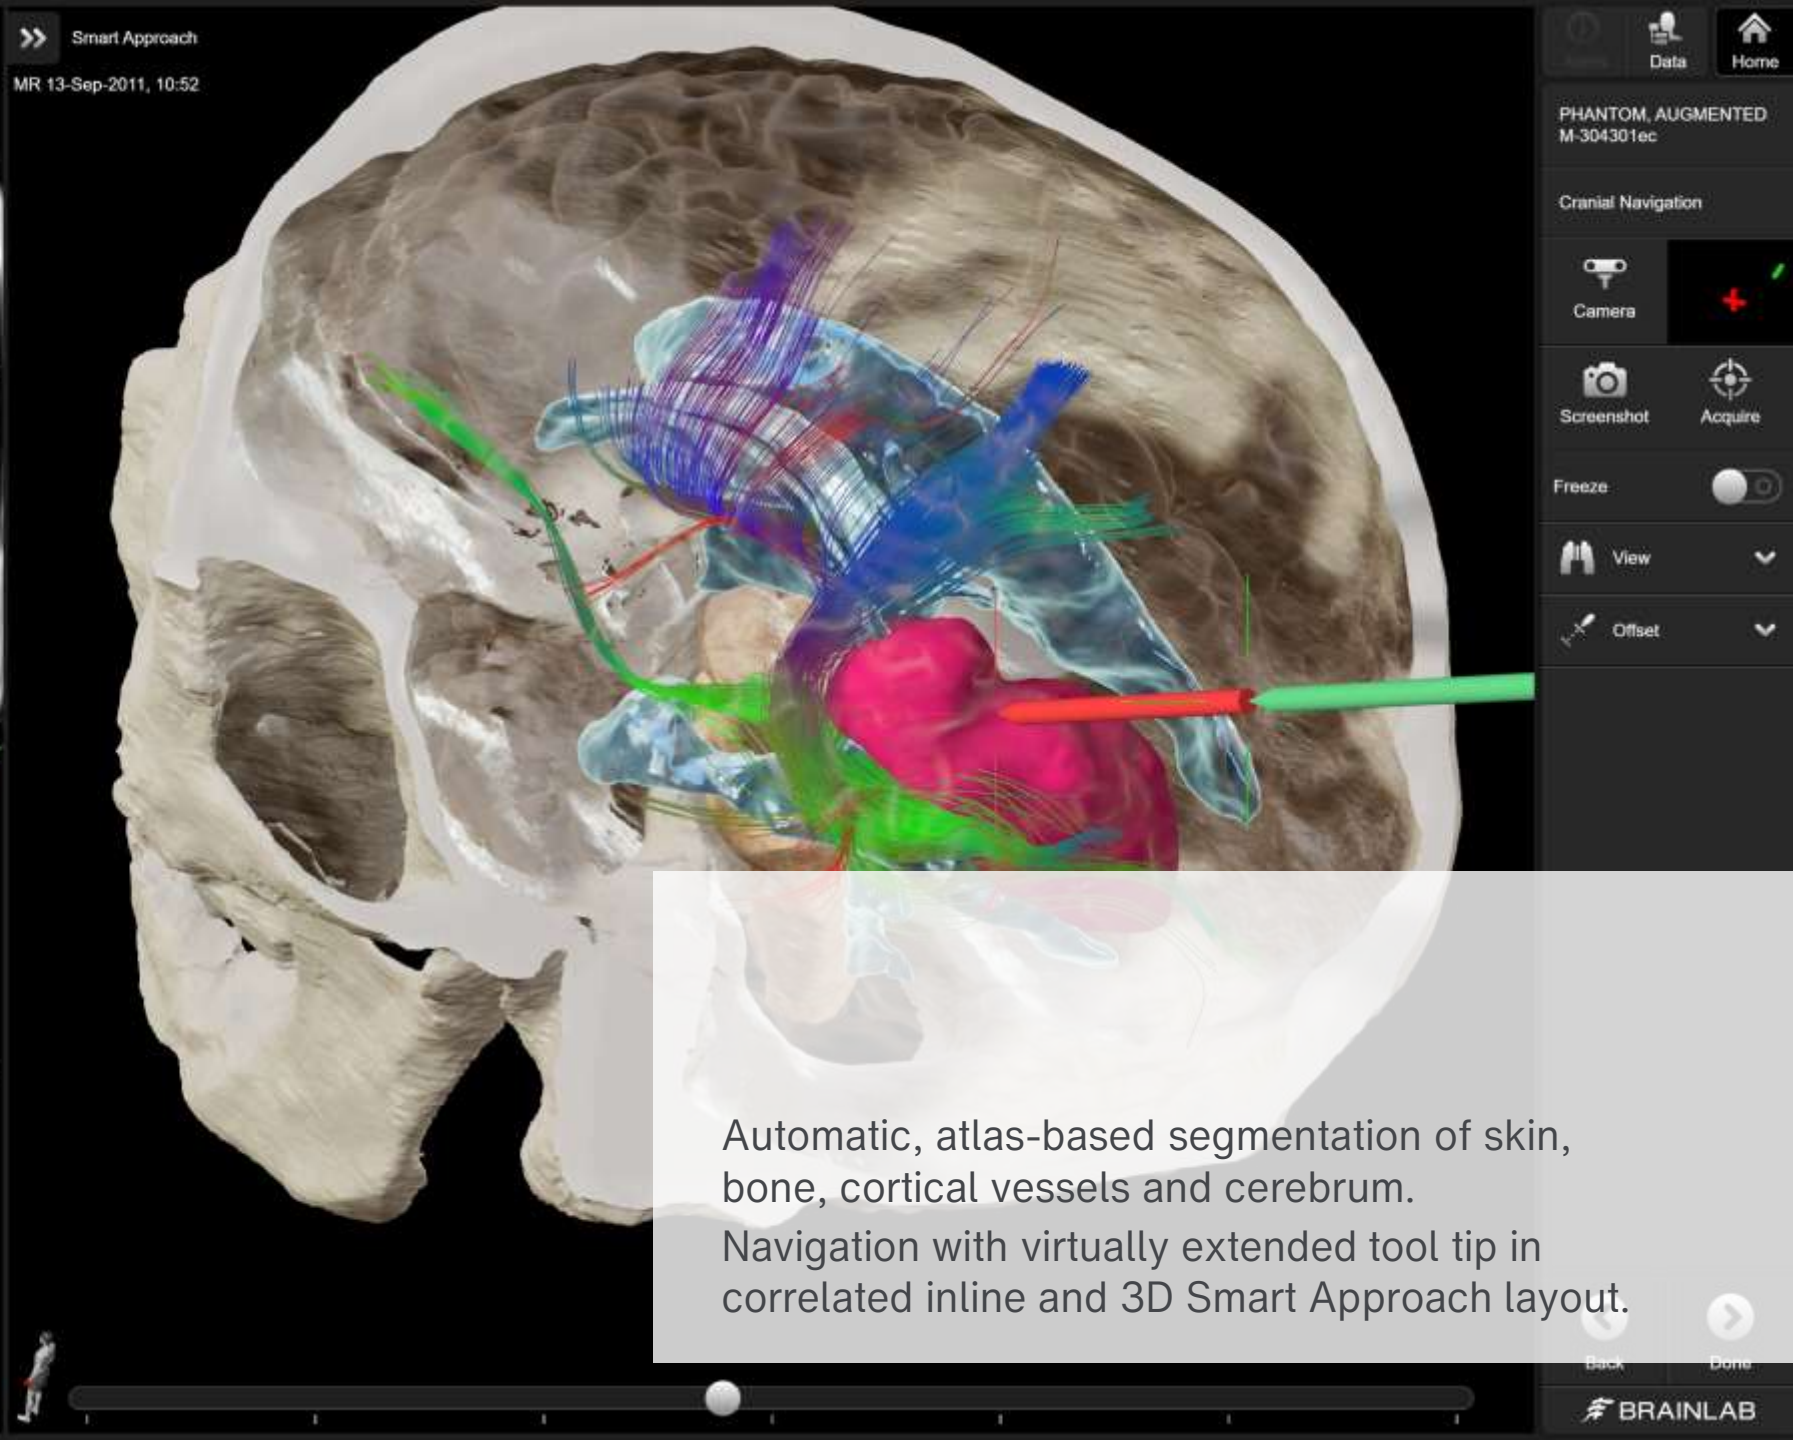 Smart Approach
MR 13-Sep-2011, 10:52
Data
Home
PHANTOM, AUGMENTED
M-304301ec
Cranial Navigation
Camera
Screenshot
Acquire
Freeze
View
Offset
Automatic, atlas-based segmentation of skin,
bone, cortical vessels and cerebrum.
Navigation with virtually extended tool tip in
correlated inline and 3D Smart Approach layout.
Back
Done
BRAINLAB